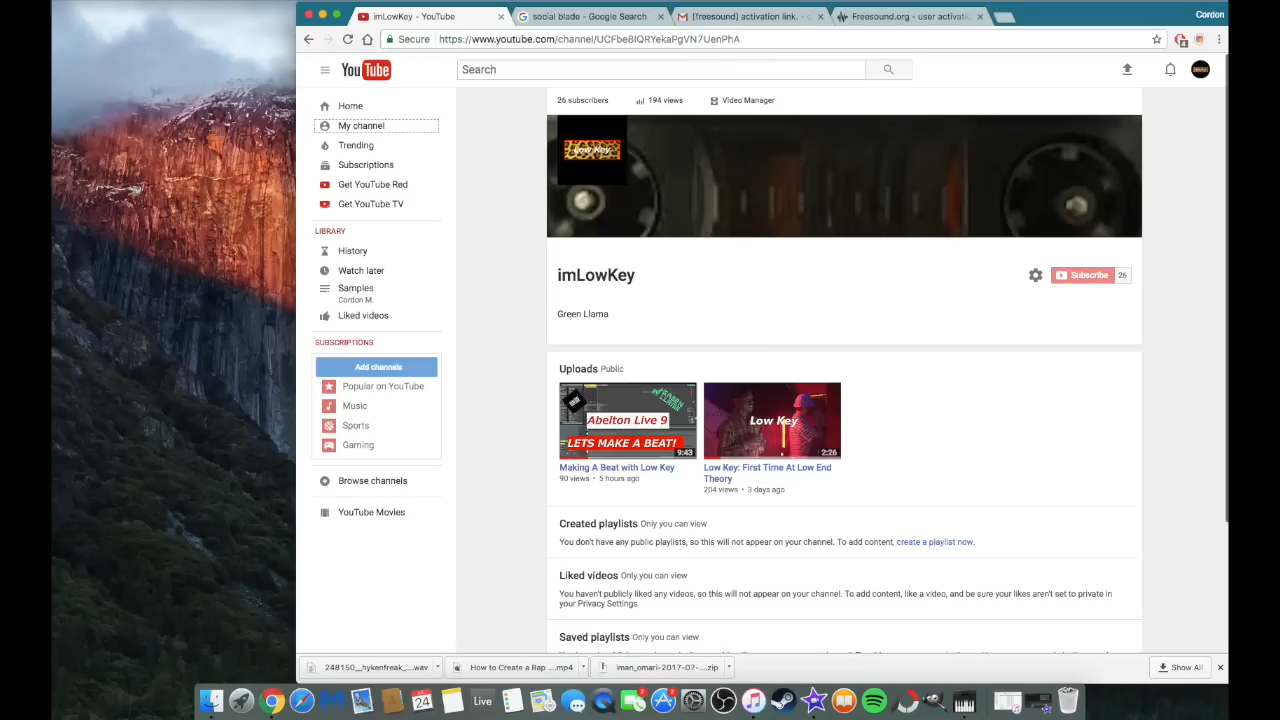 imLowKey - YouTube
social blade - Google Search
[freesound] activation link. -
Freesound.org - user activati
Cordon
Secure
https://www.youtube.com/channel/UCFbe8IQRYekaPgVN7UenPhA
YouTube
Search
Home
My channel
Trending
Subscriptions
Get YouTube Red
Get YouTube TV
LIBRARY
History
Watch later
Samples
Cordon M.
Liked videos
SUBSCRIPTIONS
Add channels
Popular on YouTube
Music
Sports
Gaming
Browse channels
YouTube Movies
26 subscribers
194 views
Video Manager
Low Key
imLowKey
Subscribe 26
Green Llama
Uploads Public
Abelton Live 9
LETS MAKE A BEAT!
9:43
Low Key
2:26
Making A Beat with Low Key
90 views • 5 hours ago
Low Key: First Time At Low End
Theory
204 views • 3 days ago
Created playlists Only you can view
You don't have any public playlists, so this will not appear on your channel. To add content, create a playlist now.
Liked videos Only you can view
You haven't publicly liked any videos, so this will not appear on your channel. To add content, like a video, and be sure your likes aren't set to private in
your Privacy Settings.
Saved playlists Only you can view
248150__hykenfreak_....wav
How to Create a Rap ....mp4
iman_omari-2017-07-....zip
Show All
24
Live